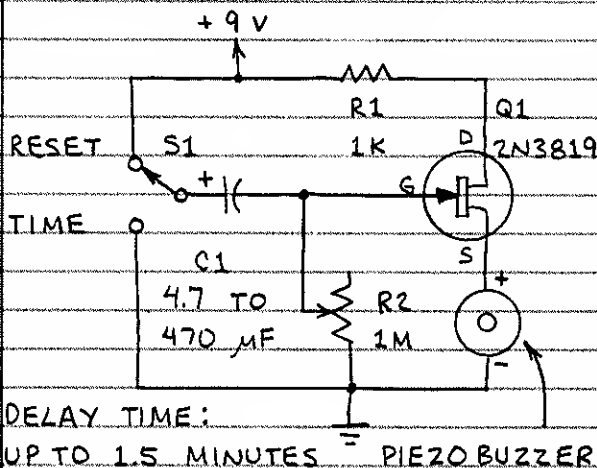 + 9 V
R1
1K
Q1
D
2N3819
RESET
S1
+
G
TIME
S
C1
4.7 TO
470 µF
R2
1M
+
-
DELAY TIME:
UP TO 1.5 MINUTES
PIEZO BUZZER